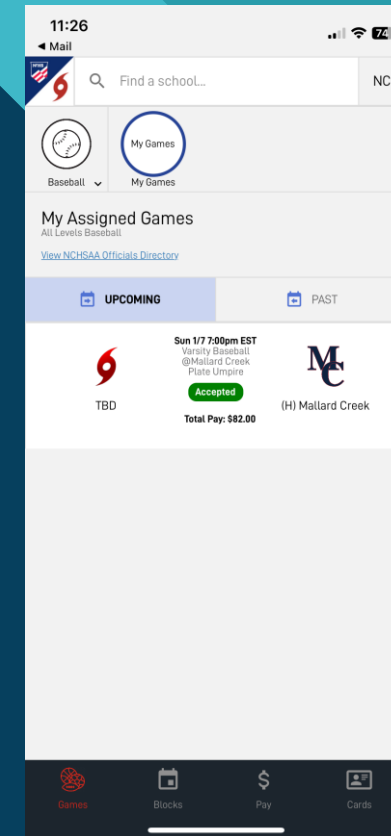 11:26
74
◄ Mail
Find a school...
NC
My Games
Baseball
My Games
My Assigned Games
All Levels Baseball
View NCHSAA Officials Directory
UPCOMING
PAST
Sun 1/7 7:00pm EST
Varsity Baseball
@Mallard Creek
Plate Umpire
Accepted
Total Pay: $82.00
TBD
MC
(H) Mallard Creek
Games
Blocks
Pay
Cards